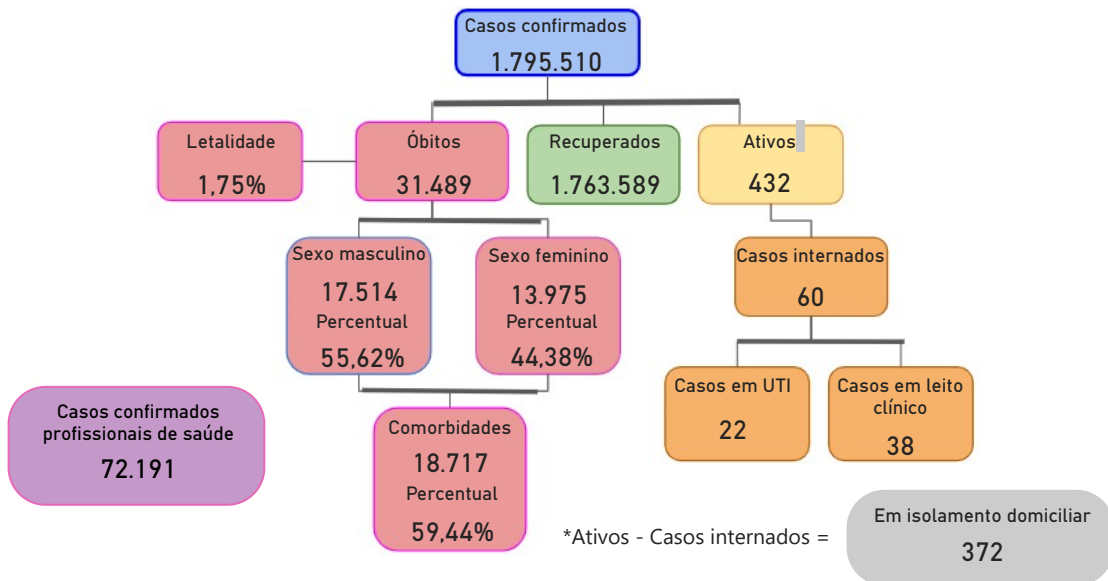 Casos confirmados
1.795.510
Letalidade
1,75%
Óbitos
31.489
Recuperados
1.763.589
Ativos
432
Sexo masculino
17.514
Percentual
55,62%
Sexo feminino
13.975
Percentual
44,38%
Casos internados
60
Casos em UTI
22
Casos em leito
clínico
38
Casos confirmados
profissionais de saúde
72.191
Comorbidades
18.717
Percentual
59,44%
*Ativos - Casos internados =
Em isolamento domiciliar
372